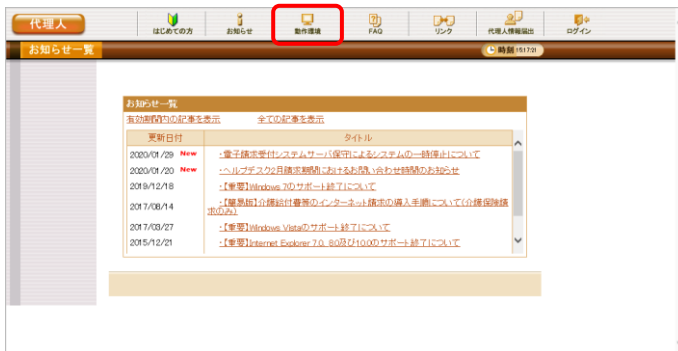 代理人
はじめての方 お知らせ 動作環境 FAQ リンク 代理人情報届出 ログイン
お知らせ一覧 時刻 15:17:01
お知らせ一覧
有効期間内の記事を表示 全ての記事を表示
更新日付 タイトル
2020/01/29 New ・電子請求受付システムサーバ保守によるシステムの一時停止について
2020/01/20 New ・ヘルプデスク2月請求期間におけるお問い合わせ時間のお知らせ
2019/12/18 ・【重要】Windows 7のサポート終了について
2017/08/14 ・【簡易版】介護給付費等のインターネット請求の導入手順について(介護保険請
求のみ)
2017/03/27 ・【重要】Windows Vistaのサポート終了について
2015/12/21 ・【重要】Internet Explorer 7.0、8.0及び10.0のサポート終了について